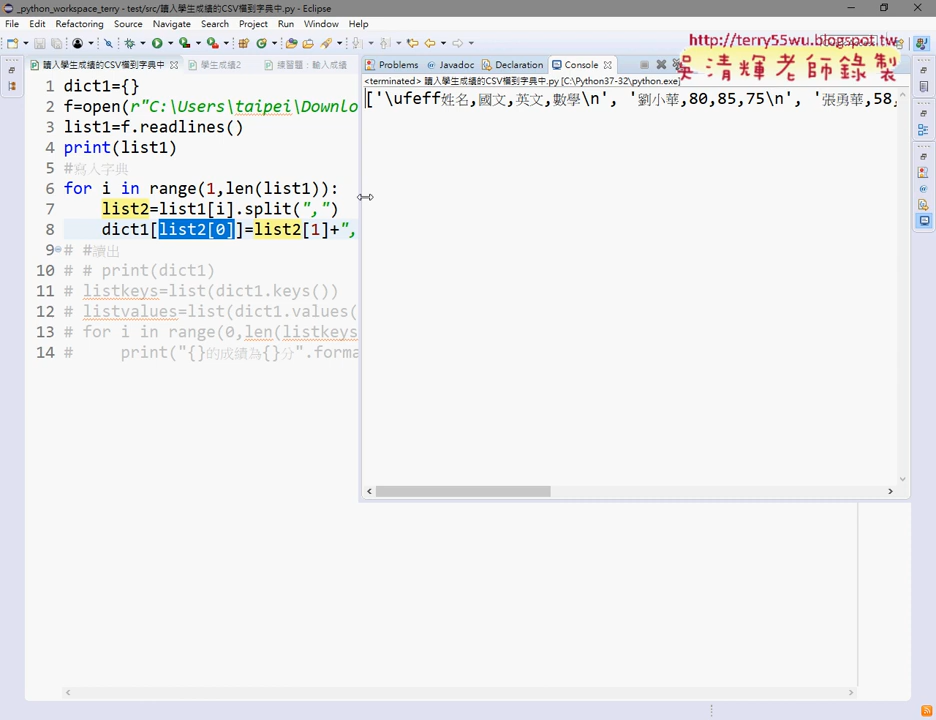 _python_workspace_terry - test/src/讀入學生成績的CSV檔到字典中.py - Eclipse
File Edit Refactoring Source Navigate Search Project Run Window Help
http://terry55wu.blogspot.tw
吳清輝老師錄製
讀入學生成績的CSV檔到字典中 學生成績2 練習題：輸入成績
Problems Javadoc Declaration Console
<terminated> 讀入學生成績的CSV檔到字典中.py [C:\Python37-32\python.exe]
['\ufeff姓名,國文,英文,數學\n', '劉小華,80,85,75\n', '張勇華,58,
1 dict1={}
2 f=open(r"C:\Users\taipei\Downlo
3 list1=f.readlines()
4 print(list1)
5 #寫入字典
6 for i in range(1,len(list1)):
7 list2=list1[i].split(",")
8 dict1[list2[0]]=list2[1]+",
9 # #讀出
10 # # print(dict1)
11 # listkeys=list(dict1.keys())
12 # listvalues=list(dict1.values(
13 # for i in range(0,len(listkeys
14 # print("{}的成績為{}分".forma